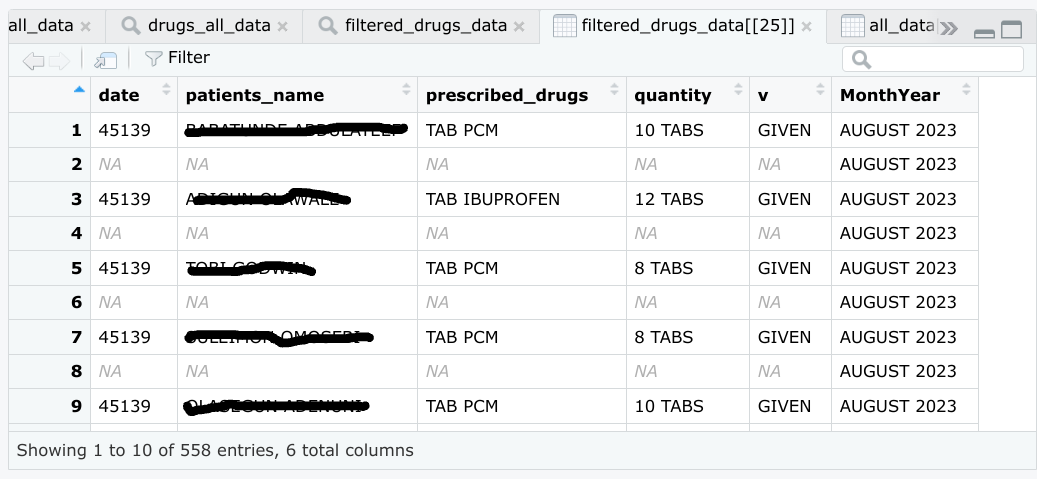 all_data × drugs_all_data × filtered_drugs_data × filtered_drugs_data[[25]] × all_data
Filter
date patients_name prescribed_drugs quantity v MonthYear
1 45139 TAB PCM 10 TABS GIVEN AUGUST 2023
2 NA NA NA NA NA AUGUST 2023
3 45139 TAB IBUPROFEN 12 TABS GIVEN AUGUST 2023
4 NA NA NA NA NA AUGUST 2023
5 45139 TAB PCM 8 TABS GIVEN AUGUST 2023
6 NA NA NA NA NA AUGUST 2023
7 45139 TAB PCM 8 TABS GIVEN AUGUST 2023
8 NA NA NA NA NA AUGUST 2023
9 45139 TAB PCM 10 TABS GIVEN AUGUST 2023
Showing 1 to 10 of 558 entries, 6 total columns